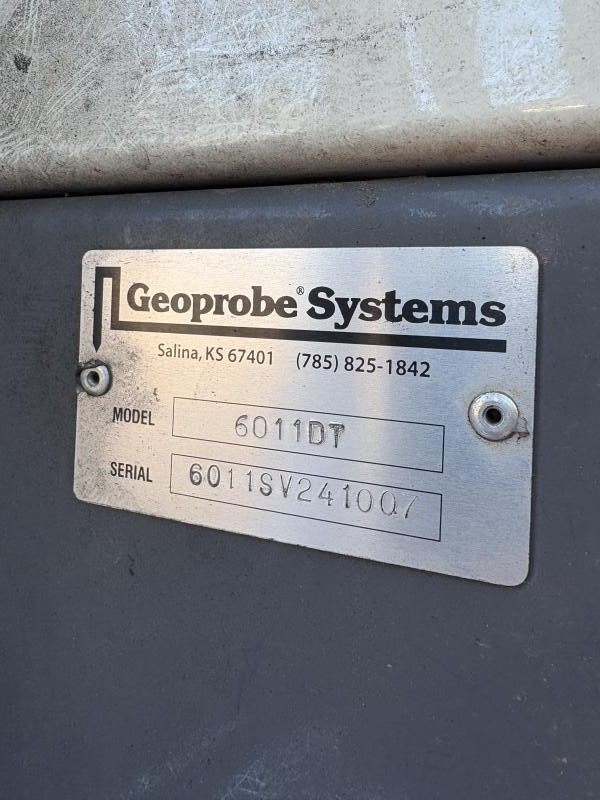 Geoprobe® Systems
Salina, KS 67401 (785) 825-1842
MODEL 6011DT
SERIAL 6011SV241007